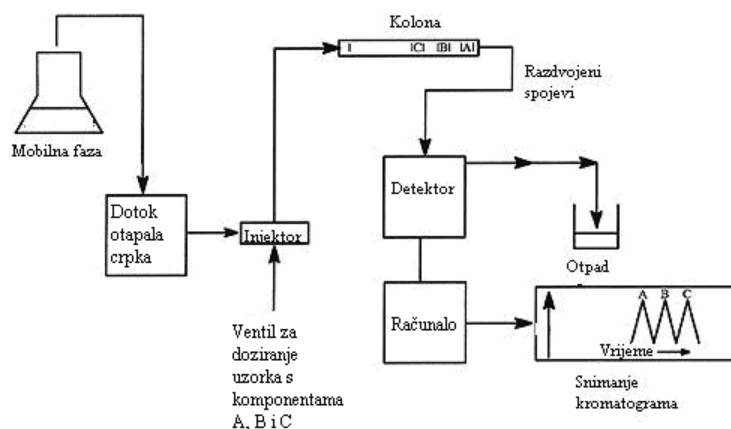 Kolona
|C| |B| |A|
Razdvojeni
spojevi
Mobilna faza
Dotok
otapala
crpka
Injektor
Detektor
Otpad
Ventil za
doziranje
uzorka s
komponentama
A, B i C
Računalo
A B C
Vrijeme
Snimanje
kromatograma